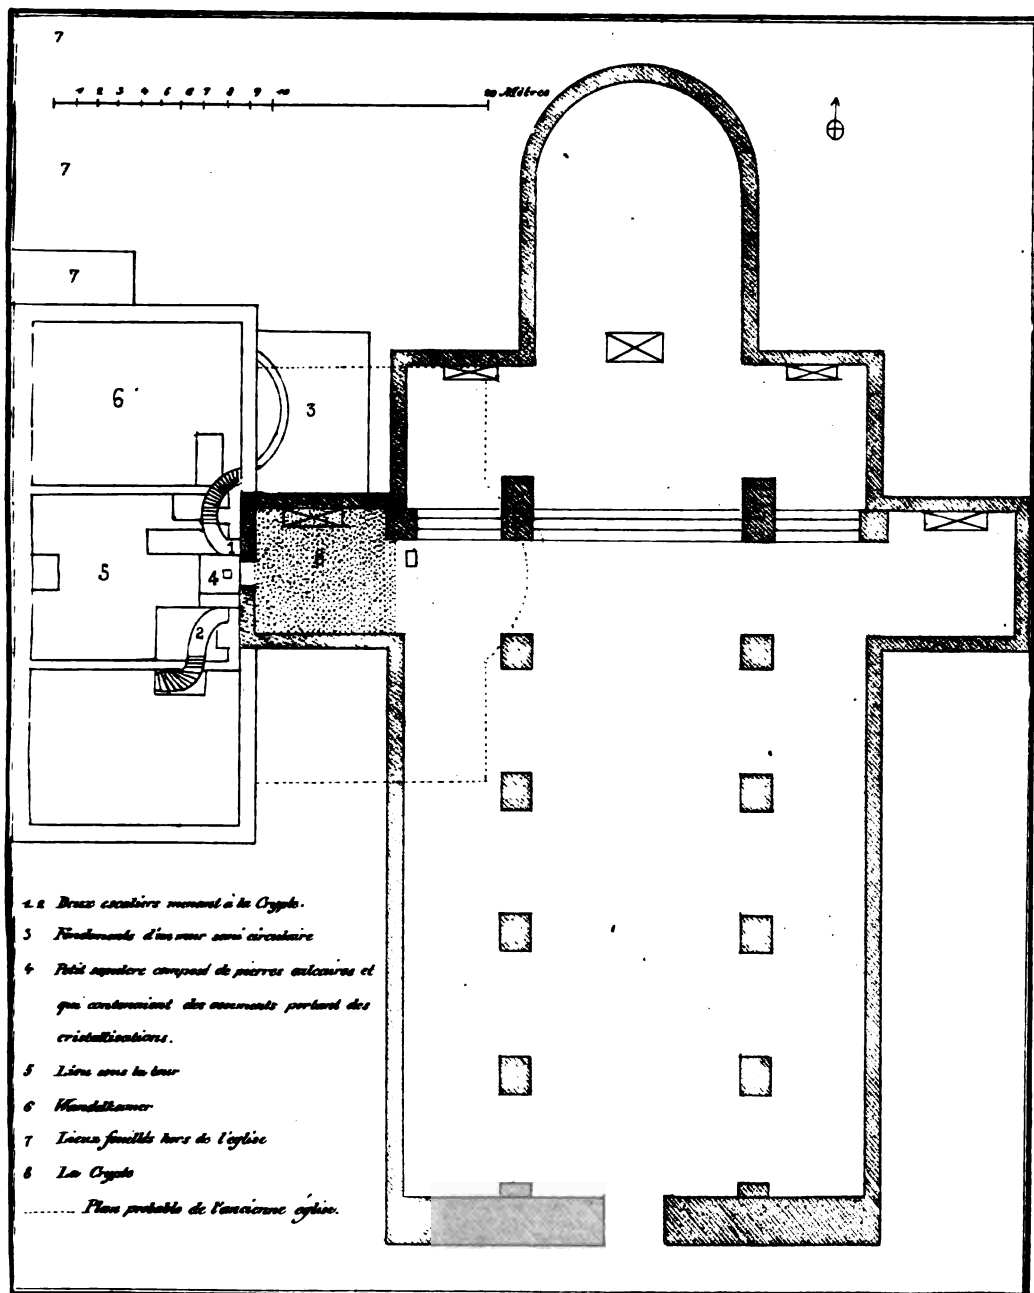 7
1 2 3 4 5 6 7 8 9 10 20 Mètres
7
7
6
3
1
5
4
8
2
1 2 Deux escaliers menant à la Crypte.
3 Fondements d'un mur semi circulaire
4 Petit sepulcre composé de pierres calcaires et
qui contenaient des ossements portant des
cristallisations.
5 Lieu sous la tour
6 Wandelkamer
7 Lieux fouillés hors de l'église
8 La Crypte
Plan probable de l'ancienne église.